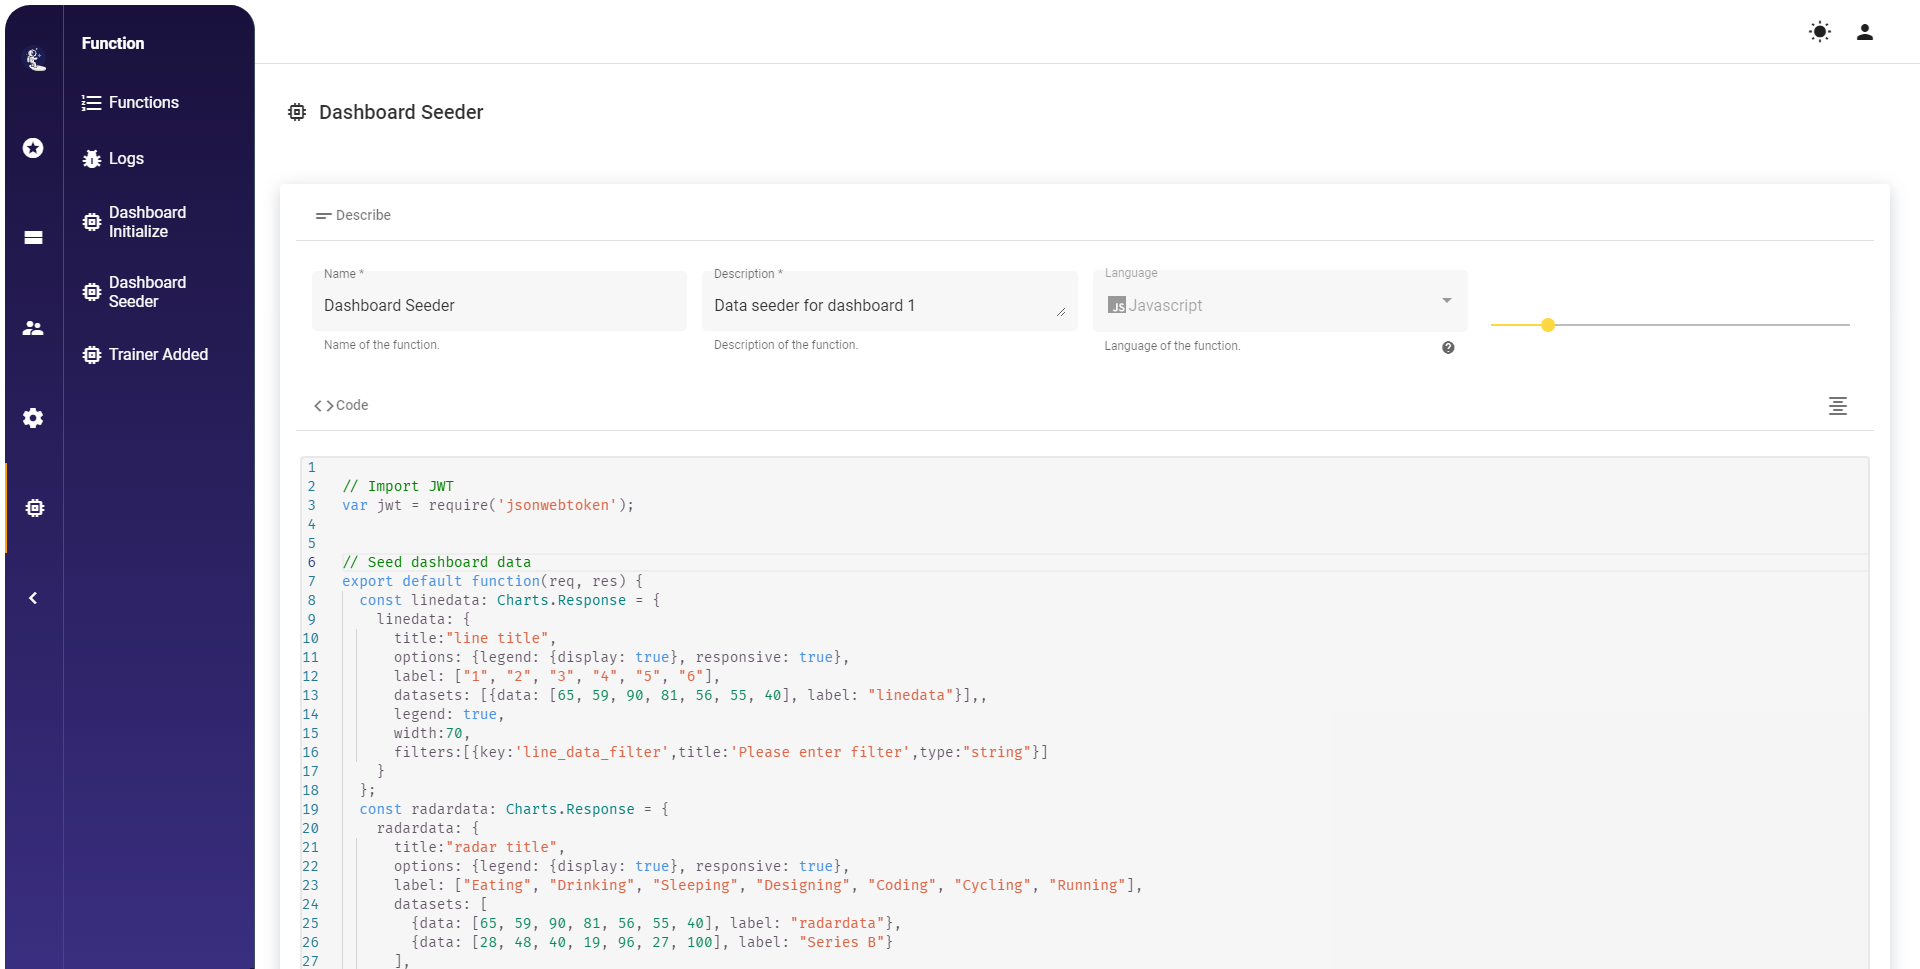 Function
Functions
Logs
Dashboard
Initialize
Dashboard
Seeder
Trainer Added
Dashboard Seeder
Describe
Name *
Dashboard Seeder
Name of the function.
Description *
Data seeder for dashboard 1
Description of the function.
Language
JS Javascript
Language of the function.
Code
1
2 // Import JWT
3 var jwt = require('jsonwebtoken');
4
5
6 // Seed dashboard data
7 export default function(req, res) {
8 const linedata: Charts.Response = {
9 linedata: {
10 title:"line title",
11 options: {legend: {display: true}, responsive: true},
12 label: ["1", "2", "3", "4", "5", "6"],
13 datasets: [{data: [65, 59, 90, 81, 56, 55, 40], label: "linedata"}],,
14 legend: true,
15 width:70,
16 filters:[{key:'line_data_filter',title:'Please enter filter',type:"string"}]
17 }
18 };
19 const radardata: Charts.Response = {
20 radardata: {
21 title:"radar title",
22 options: {legend: {display: true}, responsive: true},
23 label: ["Eating", "Drinking", "Sleeping", "Designing", "Coding", "Cycling", "Running"],
24 datasets: [
25 {data: [65, 59, 90, 81, 56, 55, 40], label: "radardata"},
26 {data: [28, 48, 40, 19, 96, 27, 100], label: "Series B"}
27 ],